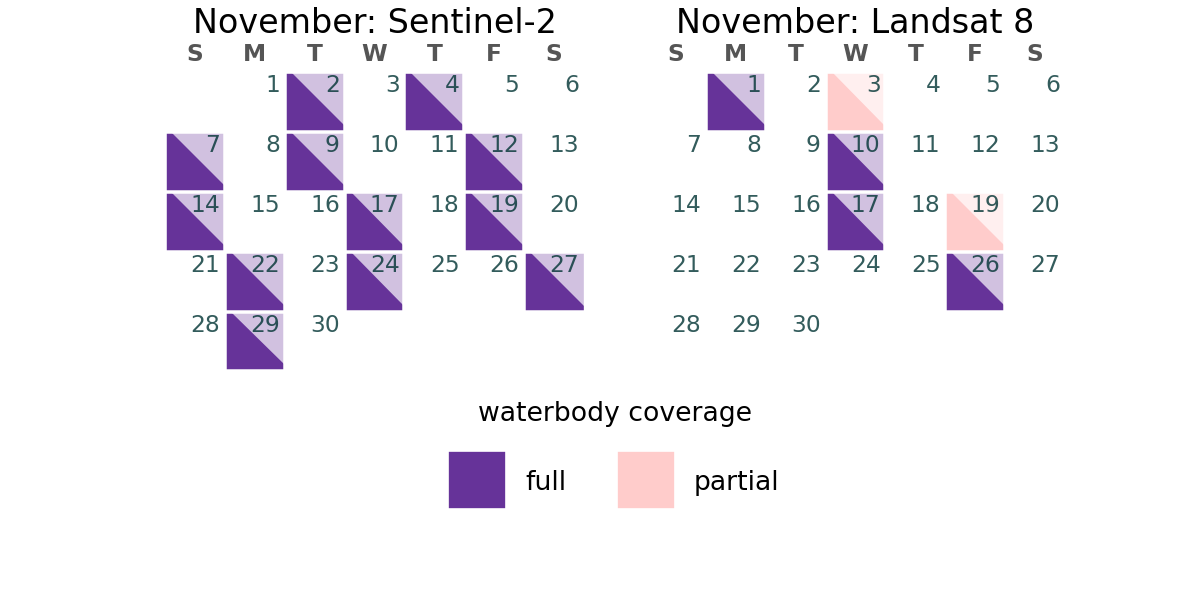 November: Sentinel-2
S M T W T F S
1 2 3 4 5 6
7 8 9 10 11 12 13
14 15 16 17 18 19 20
21 22 23 24 25 26 27
28 29 30
November: Landsat 8
S M T W T F S
1 2 3 4 5 6
7 8 9 10 11 12 13
14 15 16 17 18 19 20
21 22 23 24 25 26 27
28 29 30
waterbody coverage
full
partial